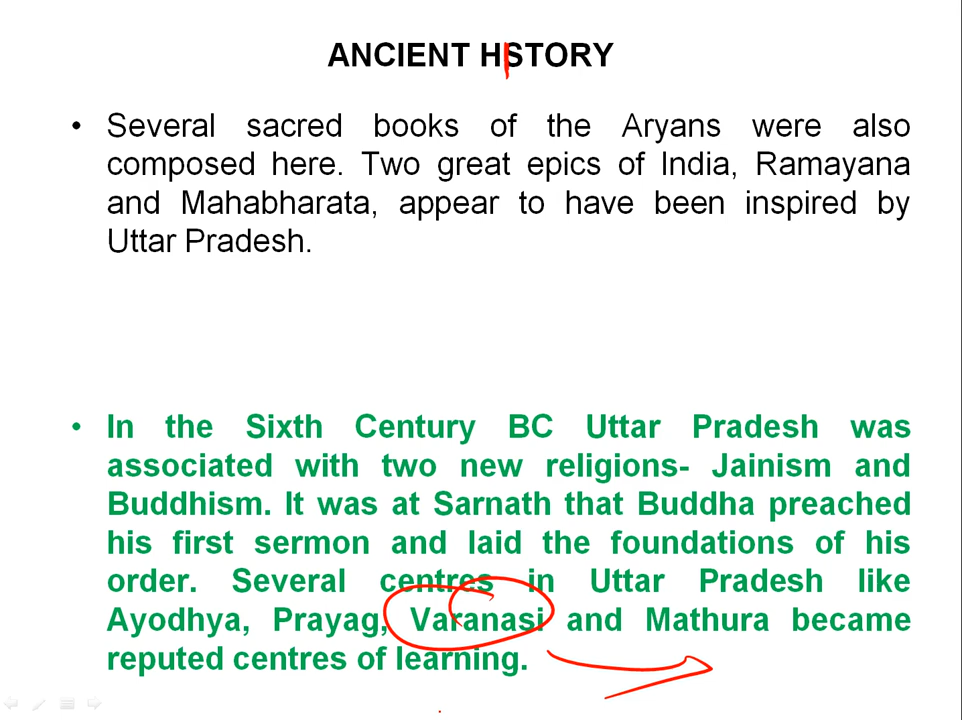 ANCIENT HISTORY
• Several sacred books of the Aryans were also
composed here. Two great epics of India, Ramayana
and Mahabharata, appear to have been inspired by
Uttar Pradesh.
• In the Sixth Century BC Uttar Pradesh was
associated with two new religions- Jainism and
Buddhism. It was at Sarnath that Buddha preached
his first sermon and laid the foundations of his
order. Several centres in Uttar Pradesh like
Ayodhya, Prayag, Varanasi and Mathura became
reputed centres of learning.